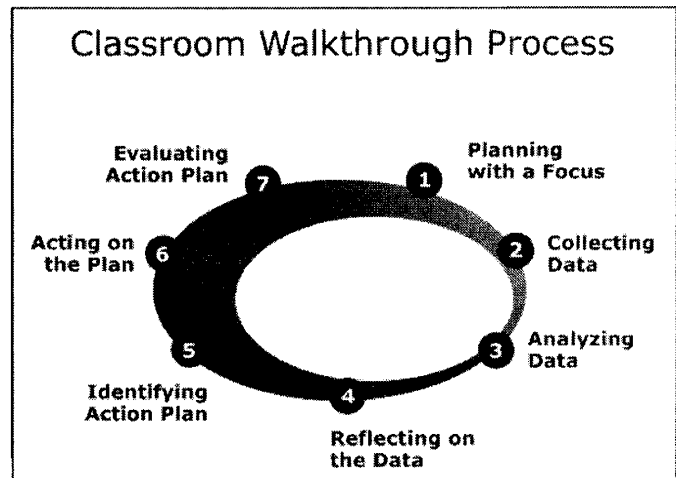 Classroom Walkthrough Process
1
Planning
with a Focus
2
Collecting
Data
3
Analyzing
Data
4
Reflecting on
the Data
5
Identifying
Action Plan
6
Acting on
the Plan
7
Evaluating
Action Plan